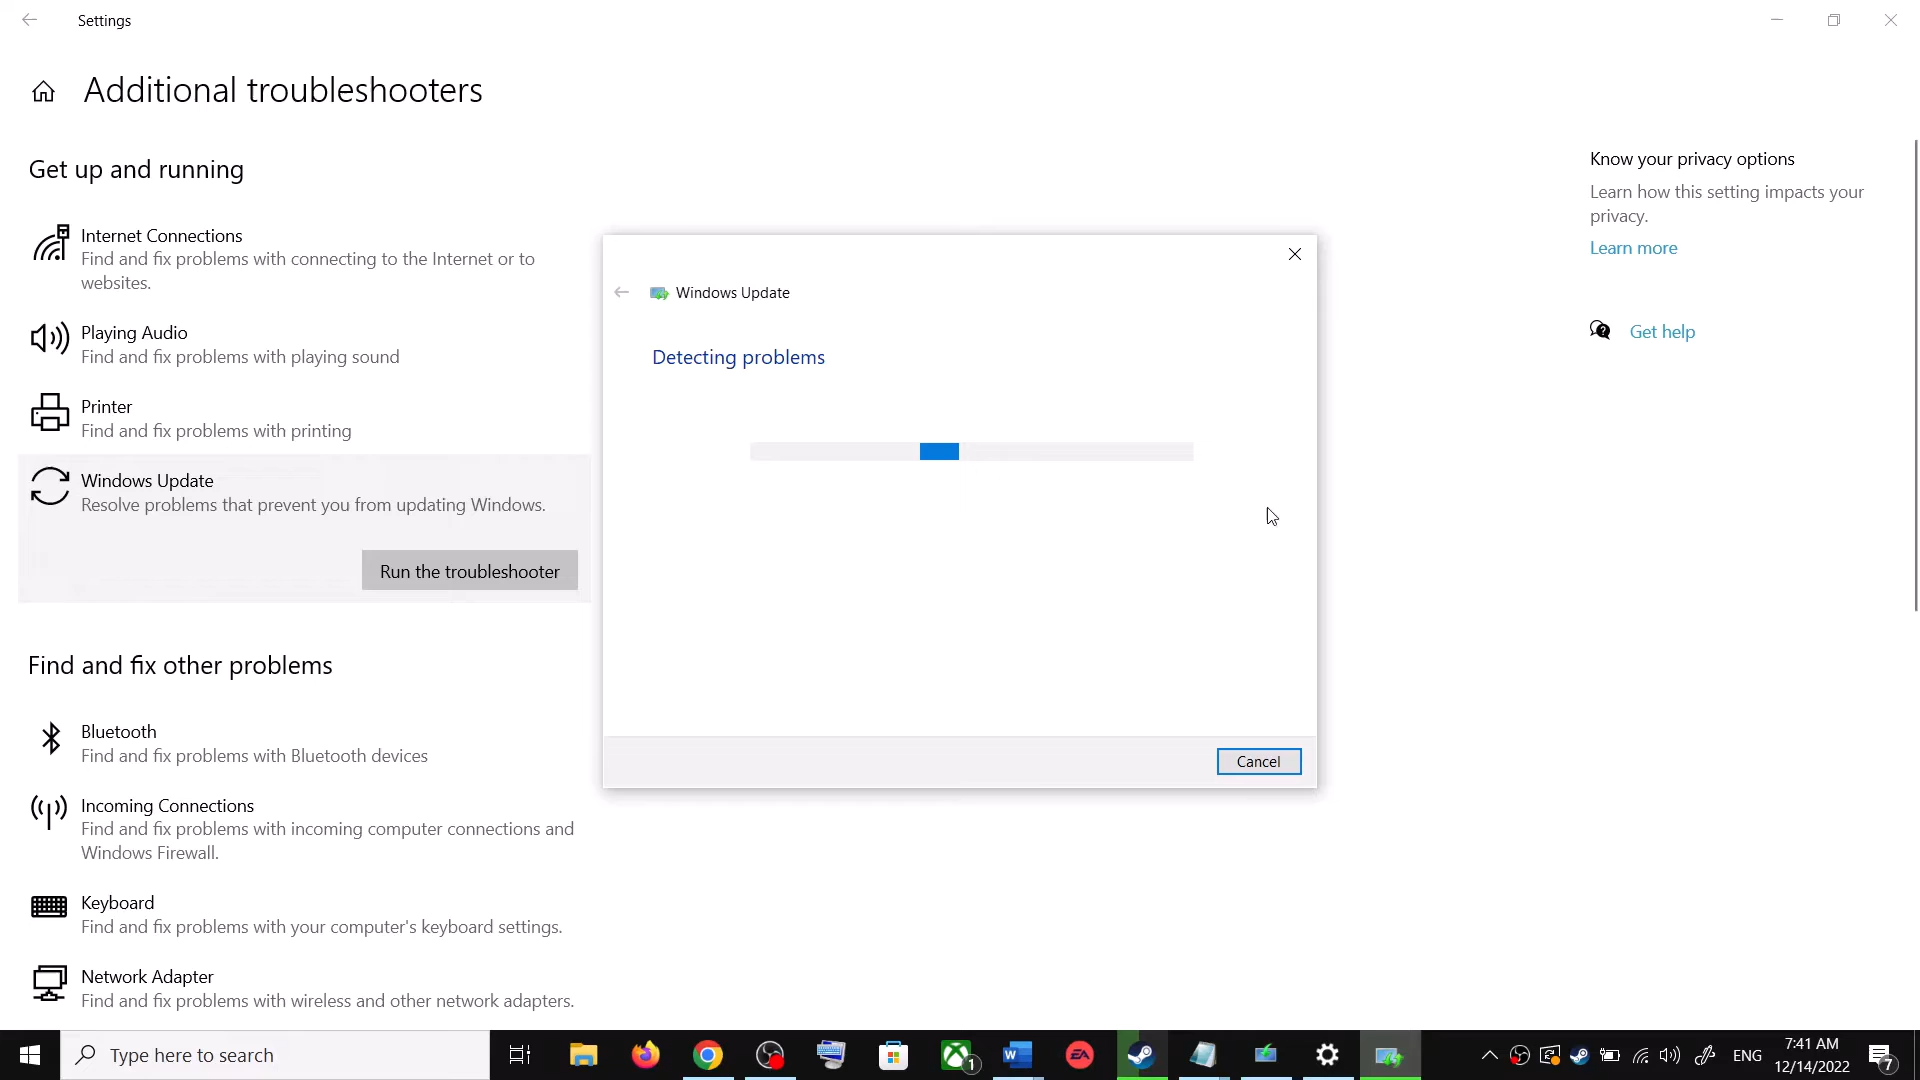 Settings
Additional troubleshooters
Get up and running
Internet Connections
Find and fix problems with connecting to the Internet or to
websites.
Playing Audio
Find and fix problems with playing sound
Printer
Find and fix problems with printing
Windows Update
Resolve problems that prevent you from updating Windows.
Run the troubleshooter
Find and fix other problems
Bluetooth
Find and fix problems with Bluetooth devices
Incoming Connections
Find and fix problems with incoming computer connections and
Windows Firewall.
Keyboard
Find and fix problems with your computer's keyboard settings.
Network Adapter
Find and fix problems with wireless and other network adapters.
Windows Update
Detecting problems
Cancel
Know your privacy options
Learn how this setting impacts your
privacy.
Learn more
Get help
Type here to search
1
W
EA
ENG
7:41 AM
12/14/2022
7